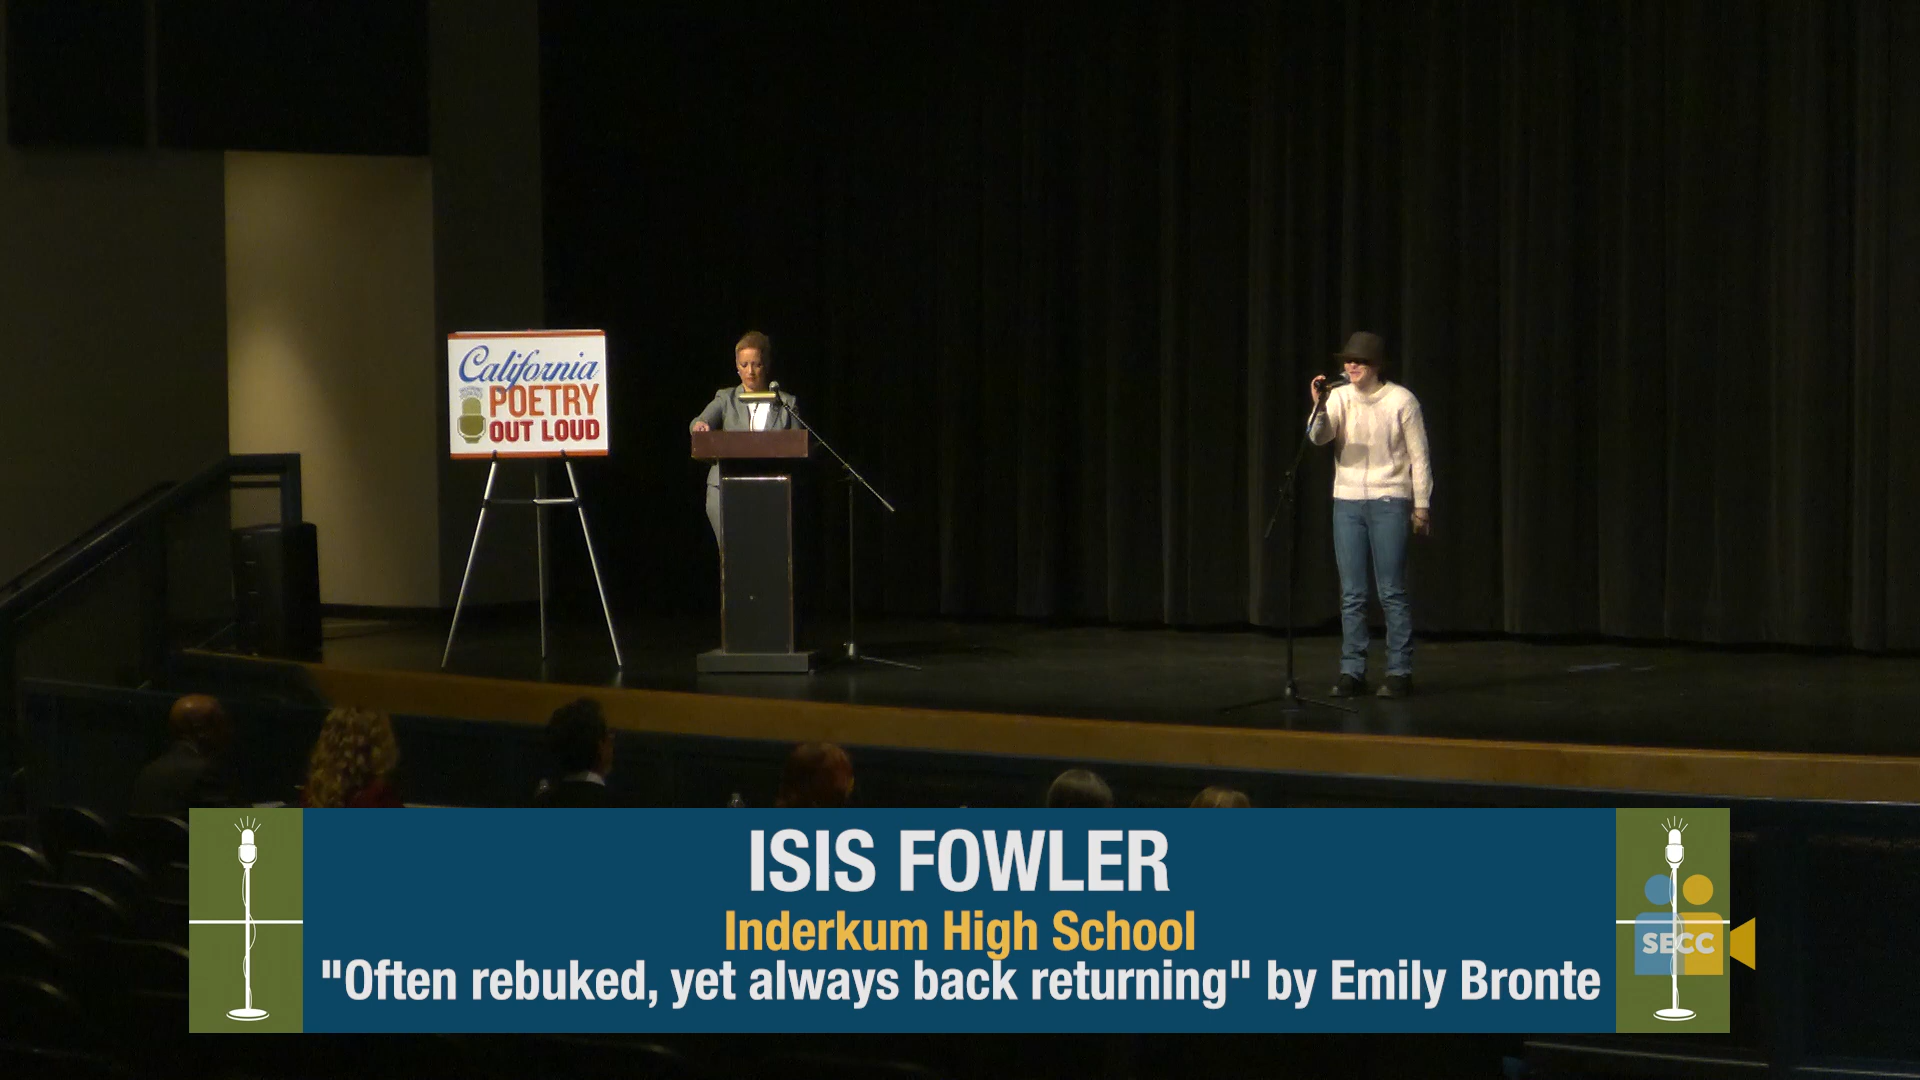 California
POETRY
OUT LOUD
ISIS FOWLER
Inderkum High School
"Often rebuked, yet always back returning" by Emily Bronte
SECC